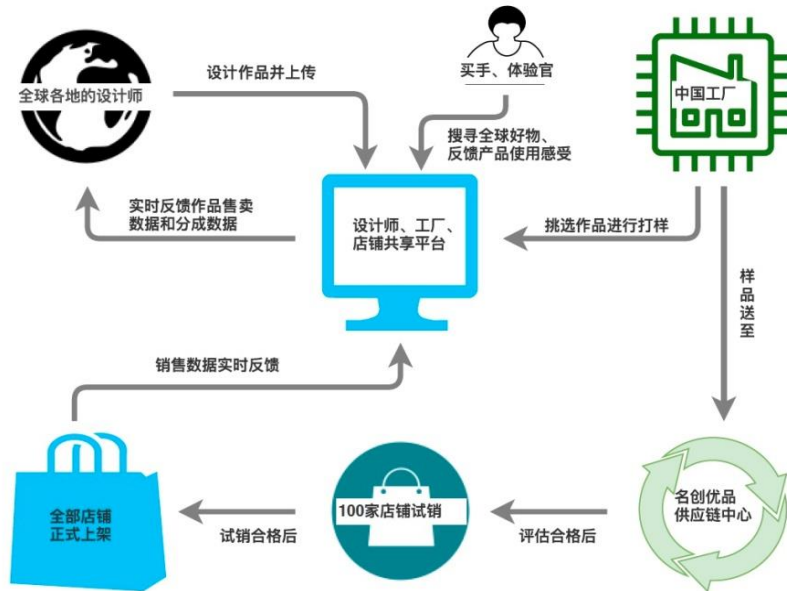 设计作品并上传
买手、体验官
全球各地的设计师
中国工厂
搜寻全球好物、
反馈产品使用感受
实时反馈作品售卖
数据和分成数据
设计师、工厂、
店铺共享平台
挑选作品进行打样
样
品
送
至
销售数据实时反馈
全部店铺
正式上架
试销合格后
100家店铺试销
评估合格后
名创优品
供应链中心